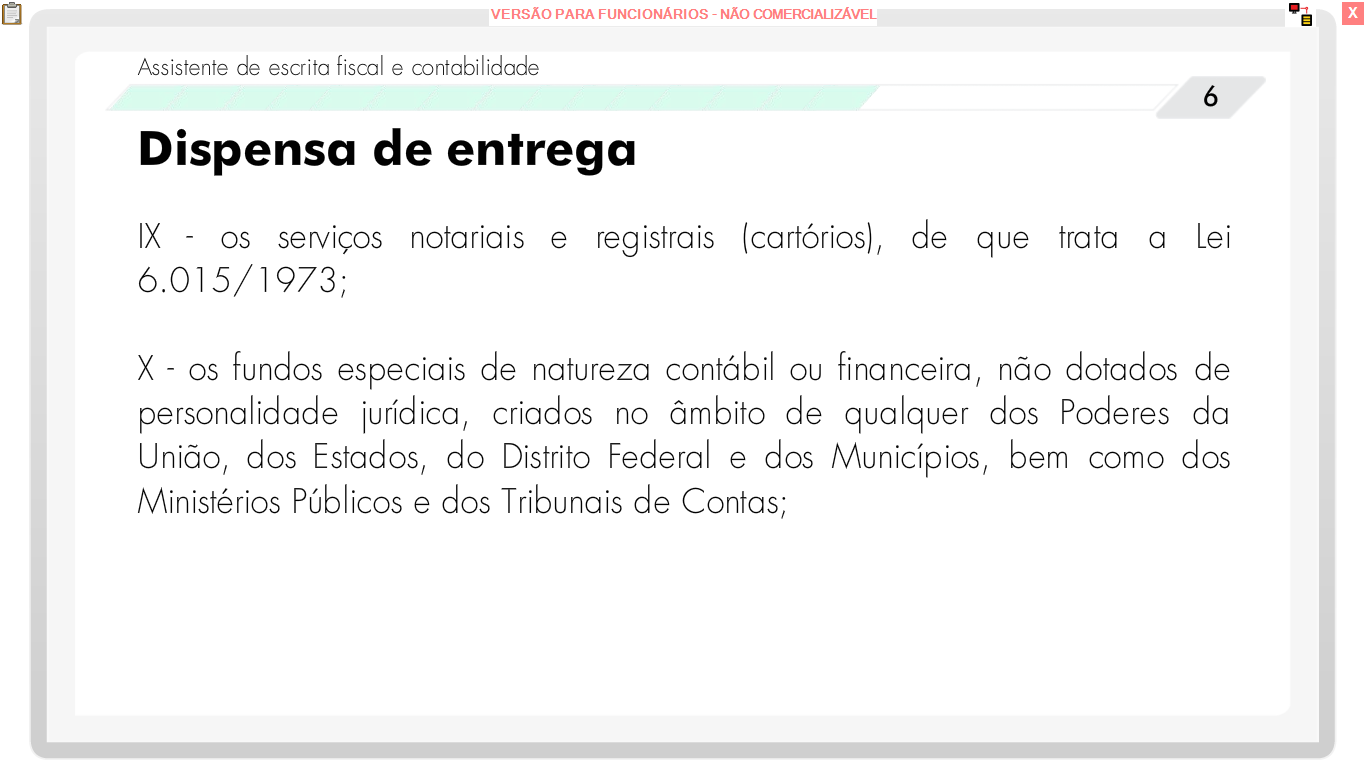 VERSÃO PARA FUNCIONÁRIOS - NÃO COMERCIALIZÁVEL
X
Assistente de escrita fiscal e contabilidade
6
Dispensa de entrega
IX - os serviços notariais e registrais (cartórios), de que trata a Lei
6.015/1973;
X - os fundos especiais de natureza contábil ou financeira, não dotados de
personalidade jurídica, criados no âmbito de qualquer dos Poderes da
União, dos Estados, do Distrito Federal e dos Municípios, bem como dos
Ministérios Públicos e dos Tribunais de Contas;